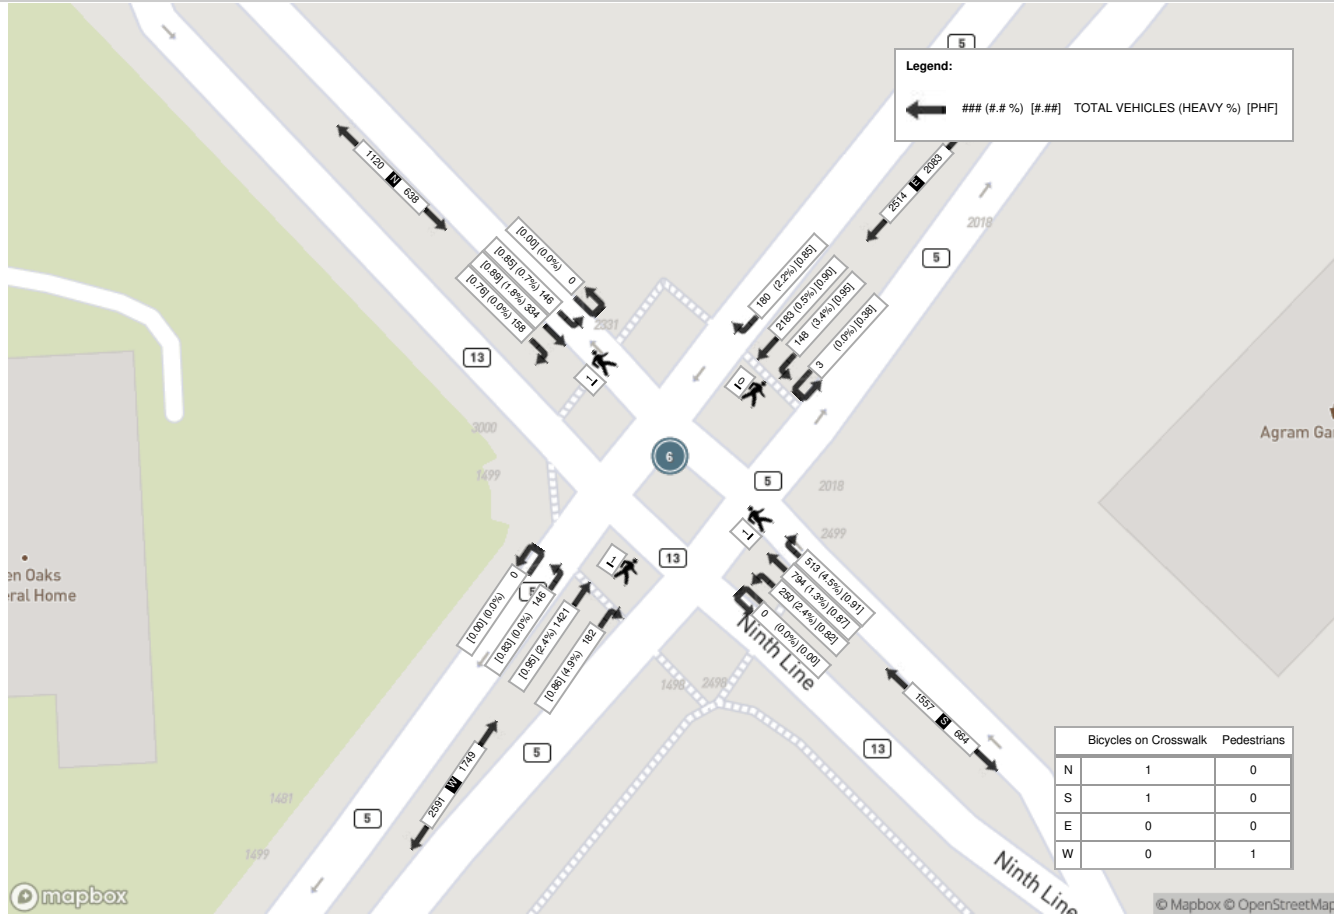 5
Legend:
### (#.# %) [#.##] TOTAL VEHICLES (HEAVY %) [PHF]
1120 N 638
2514 E 2083
2018
5
[0.00] (0.0%) 0
[0.85] (0.7%) 146
[0.89] (1.8%) 334
[0.76] (0.0%) 158
180 (2.2%) [0.85]
2183 (0.5%) [0.90]
148 (3.4%) [0.95]
3 (0.0%) [0.38]
2331
13
1
0
3000
1499
6
5
2018
2499
1
13
1
Agram Ga
en Oaks
eral Home
[0.00] (0.0%) 0
[0.83] (0.0%) 146
[0.95] (2.4%) 1421
[0.86] (4.9%) 182
513 (4.5%) [0.91]
794 (1.3%) [0.87]
250 (2.4%) [0.82]
0 (0.0%) [0.00]
Ninth Line
1498
2498
1557 S 664
2591 W 1749
5
13
5
1481
1499
Bicycles on Crosswalk Pedestrians
N 1 0
S 1 0
E 0 0
W 0 1
Ninth Line
mapbox
© Mapbox © OpenStreetMap